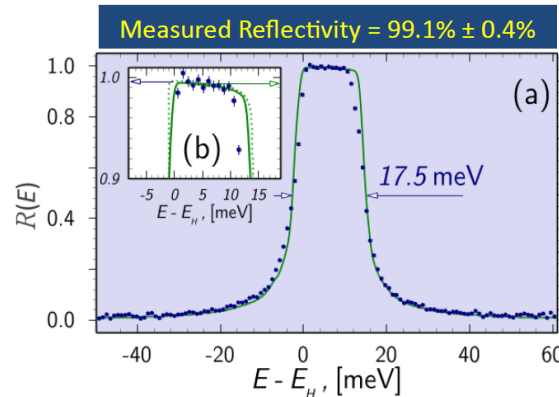 Measured Reflectivity = 99.1% ± 0.4%
1.0
0.8
0.4
0.0
R(E)
(a)
17.5 meV
-40
-20
0
20
40
60
E - E_H , [meV]
1.0
0.9
(b)
-5
0
5
10
15
E - E_H , [meV]